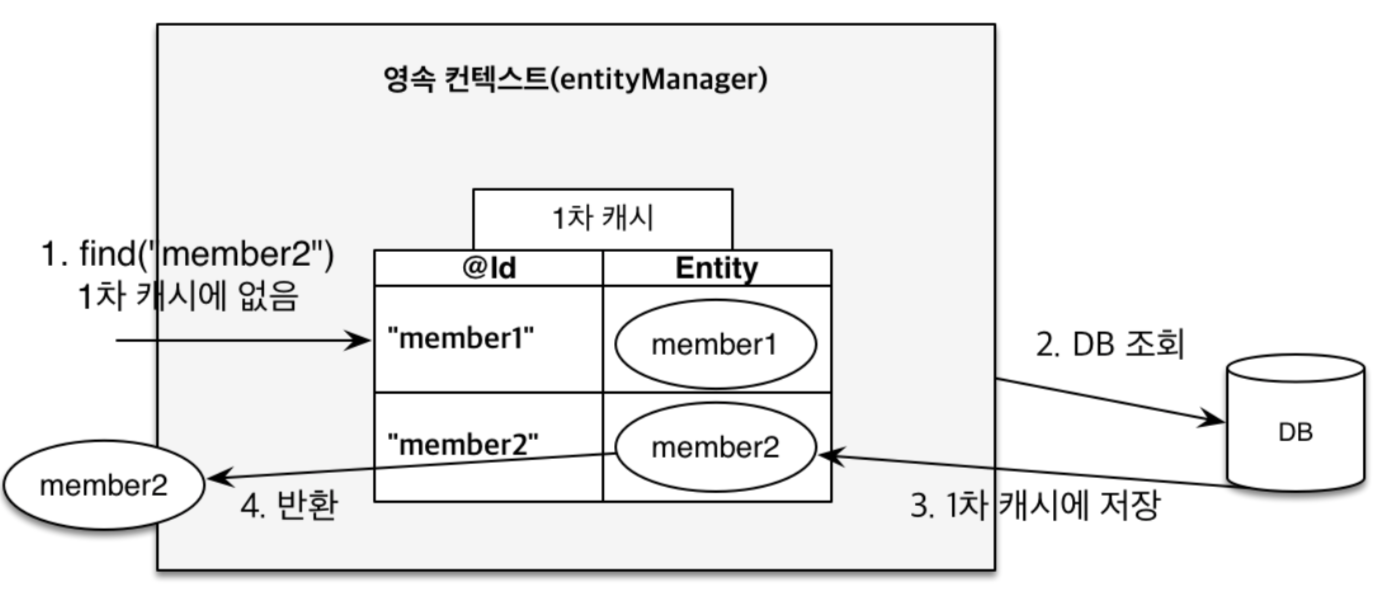 영속 컨텍스트(entityManager)
1차 캐시
1. find("member2")
1차 캐시에 없음
@Id Entity
"member1" member1
2. DB 조회
DB
"member2" member2
member2
4. 반환
3. 1차 캐시에 저장